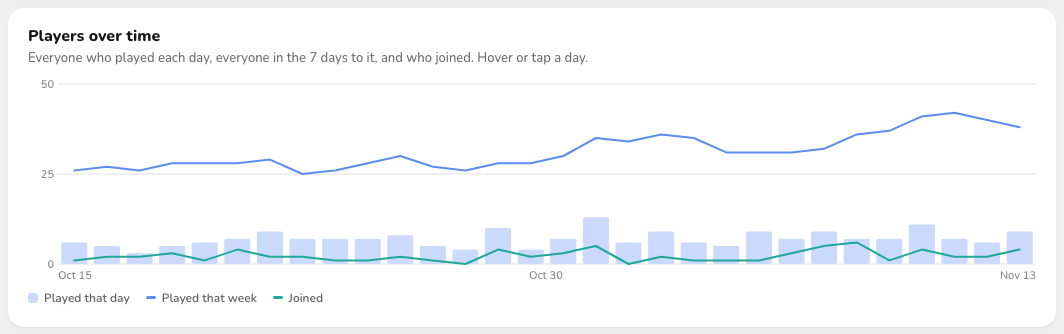 Players over time
Everyone who played each day, everyone in the 7 days to it, and who joined. Hover or tap a day.
50
25
0
Oct 15 Oct 30 Nov 13
Played that day Played that week Joined